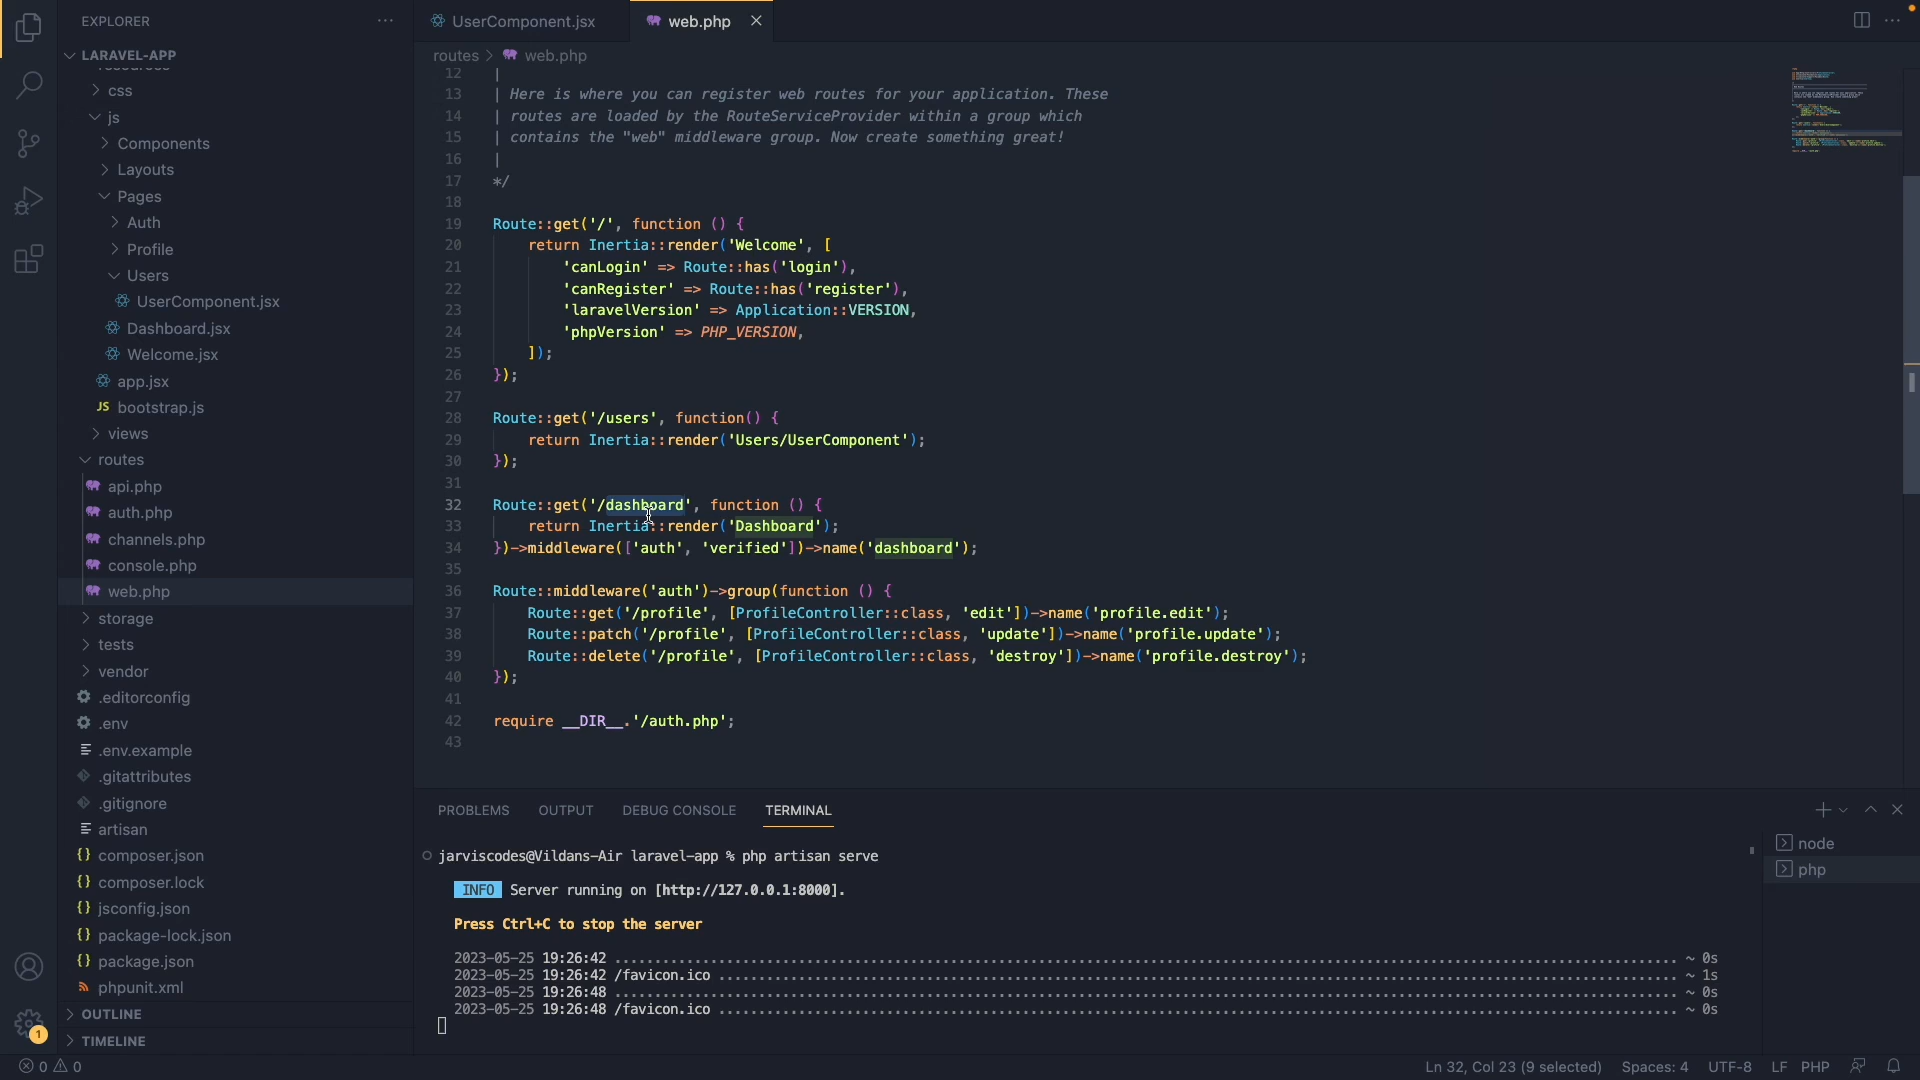 EXPLORER
LARAVEL-APP
resources
css
js
Components
Layouts
Pages
Auth
Profile
Users
UserComponent.jsx
Dashboard.jsx
Welcome.jsx
app.jsx
JS bootstrap.js
views
routes
api.php
auth.php
channels.php
console.php
web.php
storage
tests
vendor
.editorconfig
.env
.env.example
.gitattributes
.gitignore
artisan
{} composer.json
{} composer.lock
{} jsconfig.json
{} package-lock.json
{} package.json
phpunit.xml
OUTLINE
TIMELINE
1
UserComponent.jsx
web.php
routes > web.php
12 |
13 | Here is where you can register web routes for your application. These
14 | routes are loaded by the RouteServiceProvider within a group which
15 | contains the "web" middleware group. Now create something great!
16 |
17 */
18
19 Route::get('/', function () {
20 return Inertia::render('Welcome', [
21 'canLogin' => Route::has('login'),
22 'canRegister' => Route::has('register'),
23 'laravelVersion' => Application::VERSION,
24 'phpVersion' => PHP_VERSION,
25 ]);
26 });
27
28 Route::get('/users', function() {
29 return Inertia::render('Users/UserComponent');
30 });
31
32 Route::get('/dashboard', function () {
33 return Inertia::render('Dashboard');
34 })->middleware(['auth', 'verified'])->name('dashboard');
35
36 Route::middleware('auth')->group(function () {
37 Route::get('/profile', [ProfileController::class, 'edit'])->name('profile.edit');
38 Route::patch('/profile', [ProfileController::class, 'update'])->name('profile.update');
39 Route::delete('/profile', [ProfileController::class, 'destroy'])->name('profile.destroy');
40 });
41
42 require __DIR__.'/auth.php';
43
PROBLEMS OUTPUT DEBUG CONSOLE TERMINAL
jarviscodes@Vildans-Air laravel-app % php artisan serve
INFO Server running on [http://127.0.0.1:8000].
Press Ctrl+C to stop the server
2023-05-25 19:26:42 ........ ~ 0s
2023-05-25 19:26:42 /favicon.ico ........ ~ 1s
2023-05-25 19:26:48 ........ ~ 0s
2023-05-25 19:26:48 /favicon.ico ........ ~ 0s
node
php
0 0
Ln 32, Col 23 (9 selected) Spaces: 4 UTF-8 LF PHP